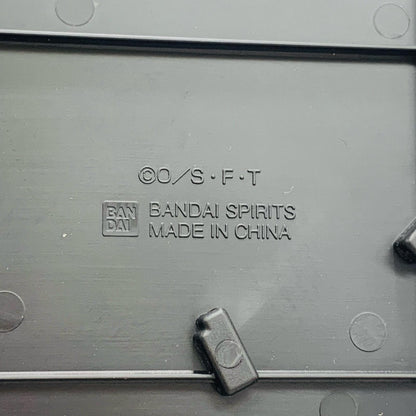 ©O/S・F・T
BAN
DAI
BANDAI SPIRITS
MADE IN CHINA